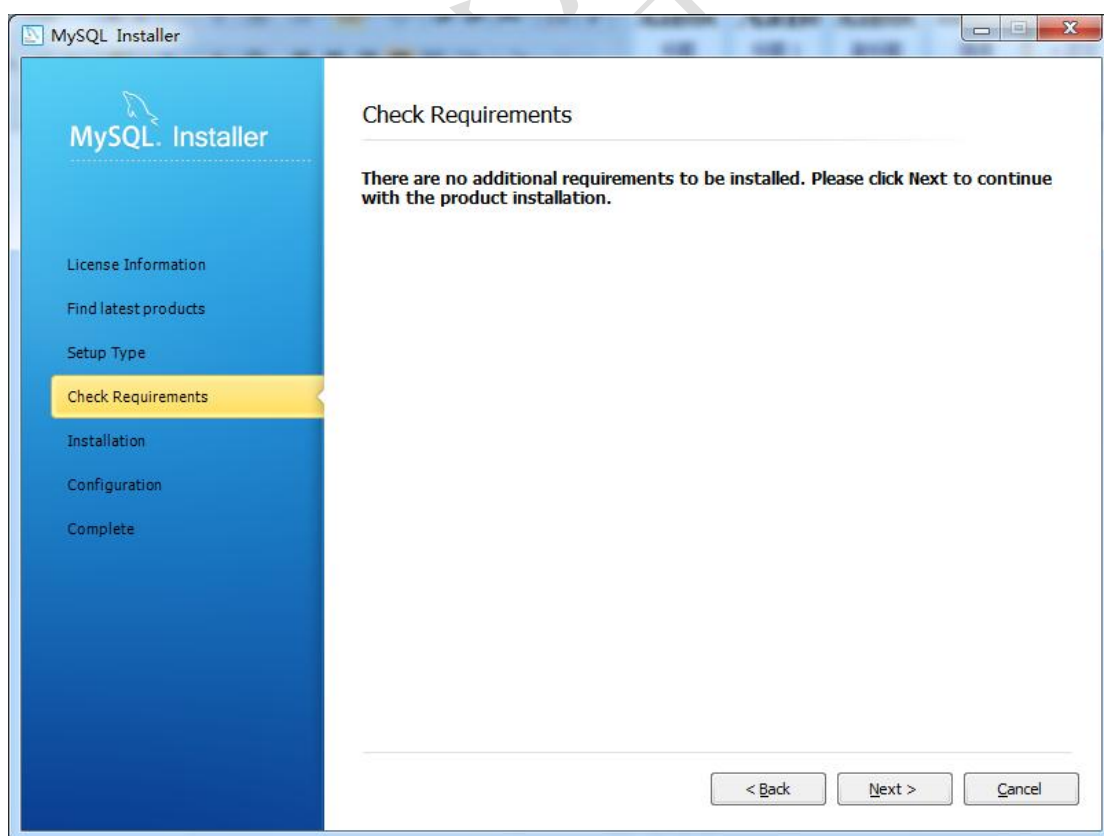 MySQL Installer
MySQL. Installer
License Information
Find latest products
Setup Type
Check Requirements
Installation
Configuration
Complete
Check Requirements
There are no additional requirements to be installed. Please click Next to continue
with the product installation.
< Back
Next >
Cancel